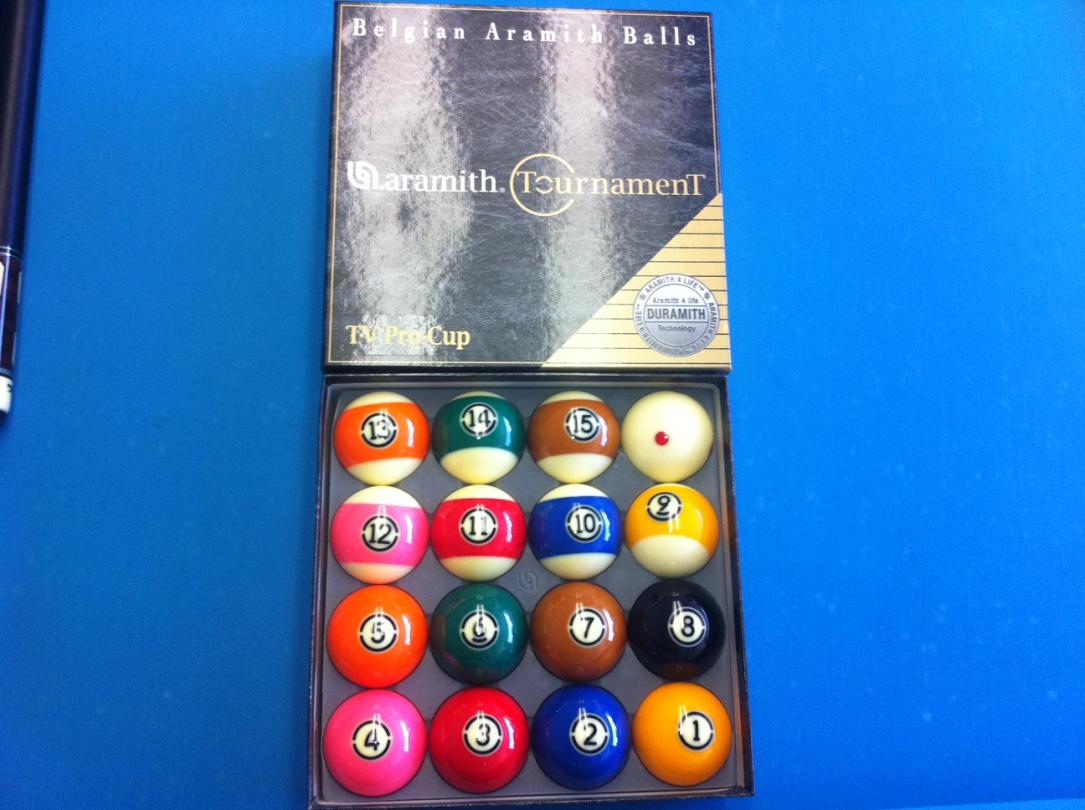 Belgian Aramith Balls
aramith® Tournament
ARAMITH 4 LIFE™
Aramith 4 life
DURAMITH
Technology
TV Pro-Cup
13 14 15
12 11 10 9
5 6 7 8
4 3 2 1